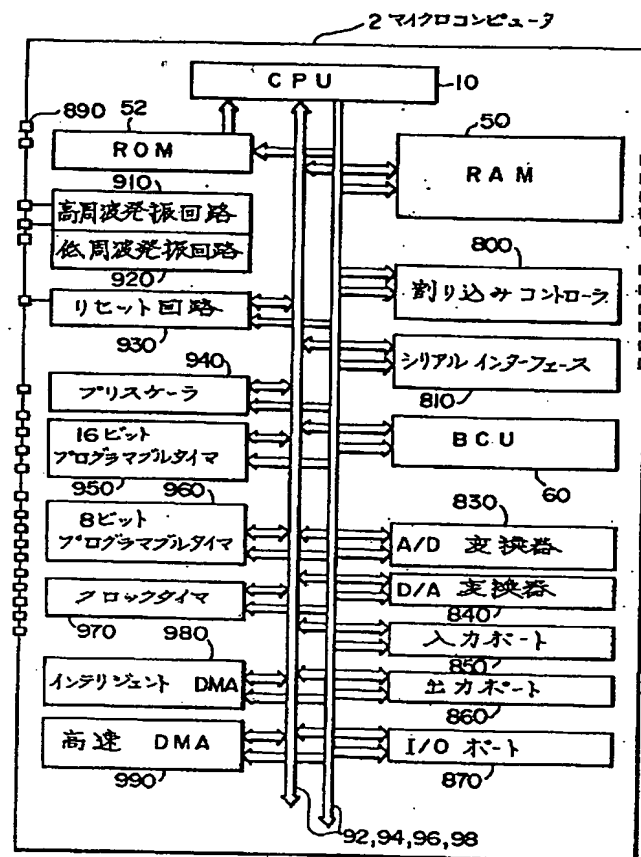 2 マイクロコンピュータ
CPU
10
890
52
ROM
50
RAM
910
高周波発振回路
低周波発振回路
920
800
割り込みコントローラ
リセット回路
930
シリアルインターフェース
810
940
プリスケーラ
BCU
60
16ビット
プログラマブルタイマ
950
960
8ビット
プログラマブルタイマ
830
A/D 変換器
D/A 変換器
840
クロックタイマ
970
入力ポート
850
980
インテリジェント DMA
出力ポート
860
高速 DMA
990
I/O ポート
870
92,94,96,98